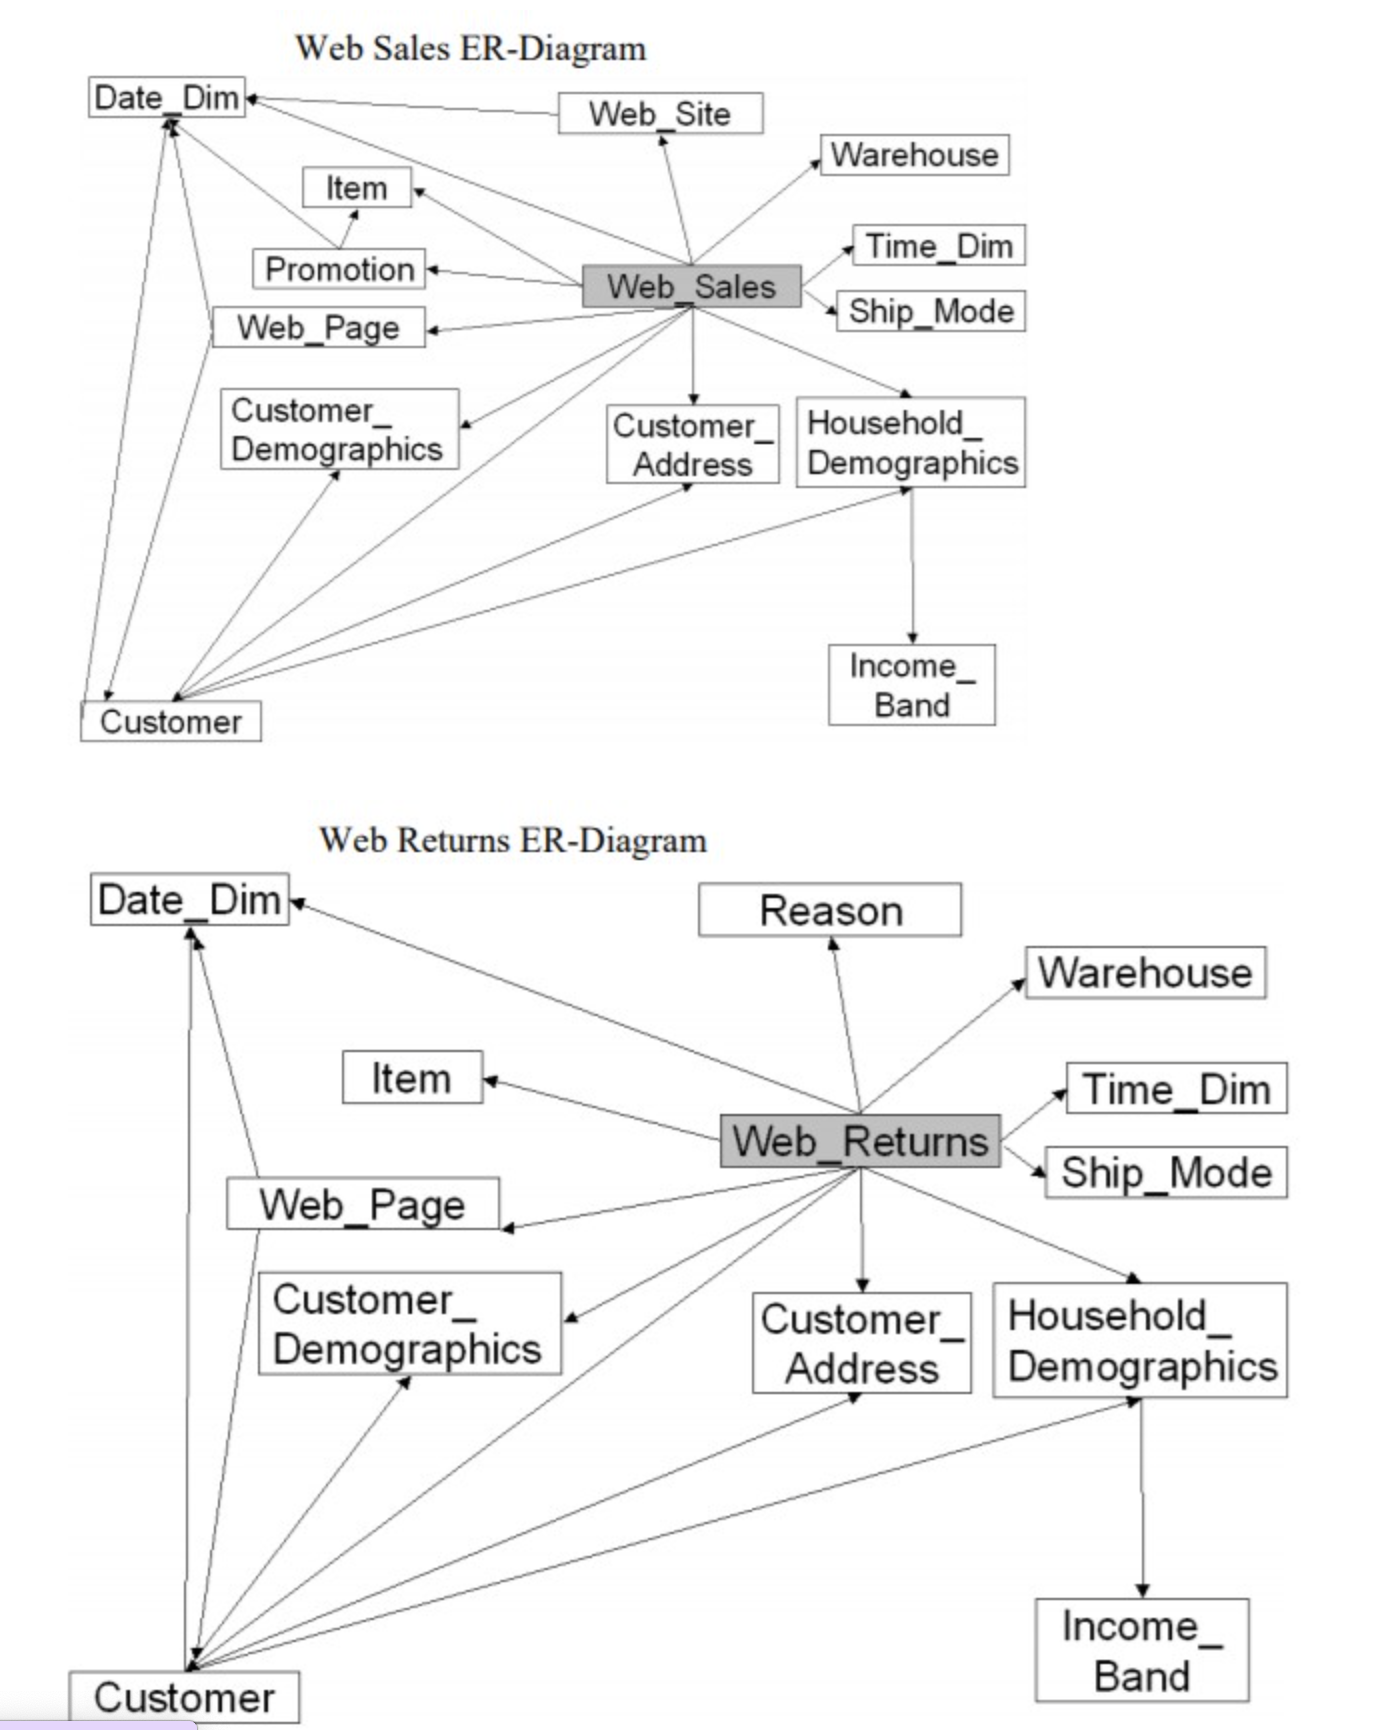 Web Sales ER-Diagram
Date_Dim
Web_Site
Warehouse
Item
Time_Dim
Promotion
Web_Sales
Ship_Mode
Web_Page
Customer_
Demographics
Customer_
Address
Household_
Demographics
Income_
Band
Customer
Web Returns ER-Diagram
Date_Dim
Reason
Warehouse
Item
Time_Dim
Web_Returns
Ship_Mode
Web_Page
Customer_
Demographics
Customer_
Address
Household_
Demographics
Income_
Band
Customer